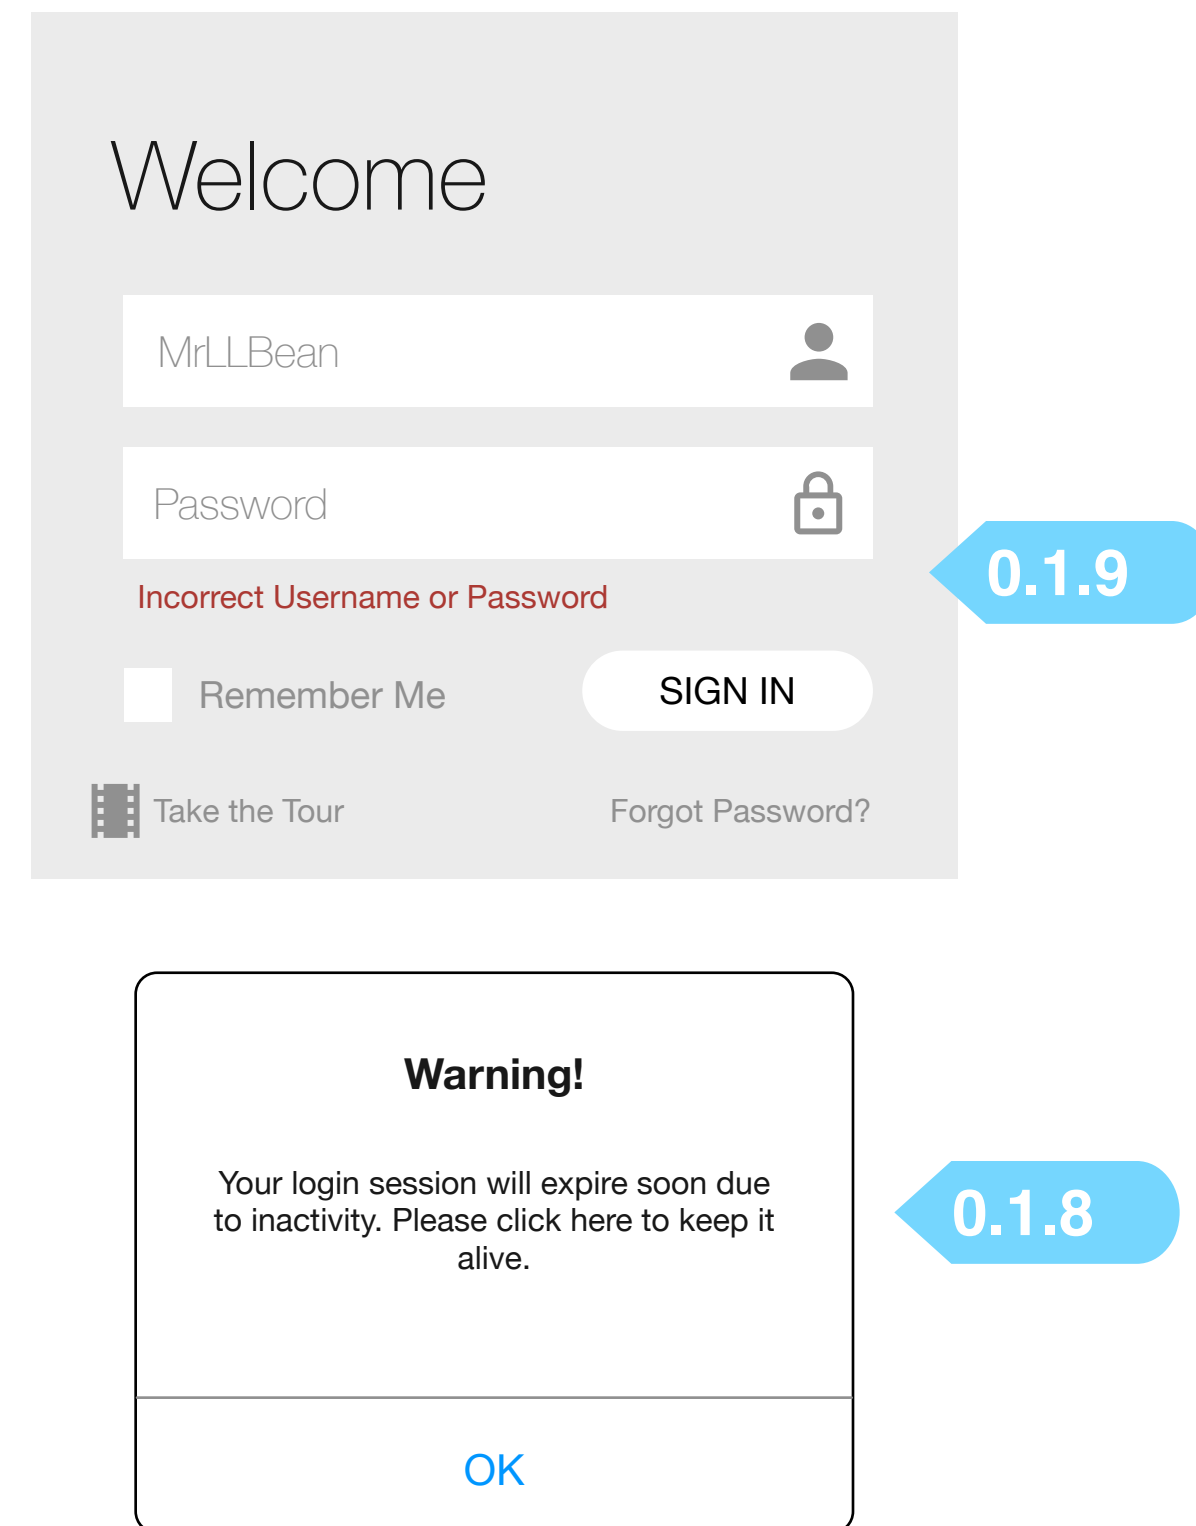 Welcome
MrLLBean
Password
0.1.9
Incorrect Username or Password
Remember Me
SIGN IN
Take the Tour
Forgot Password?
Warning!
Your login session will expire soon due
to inactivity. Please click here to keep it
alive.
0.1.8
OK